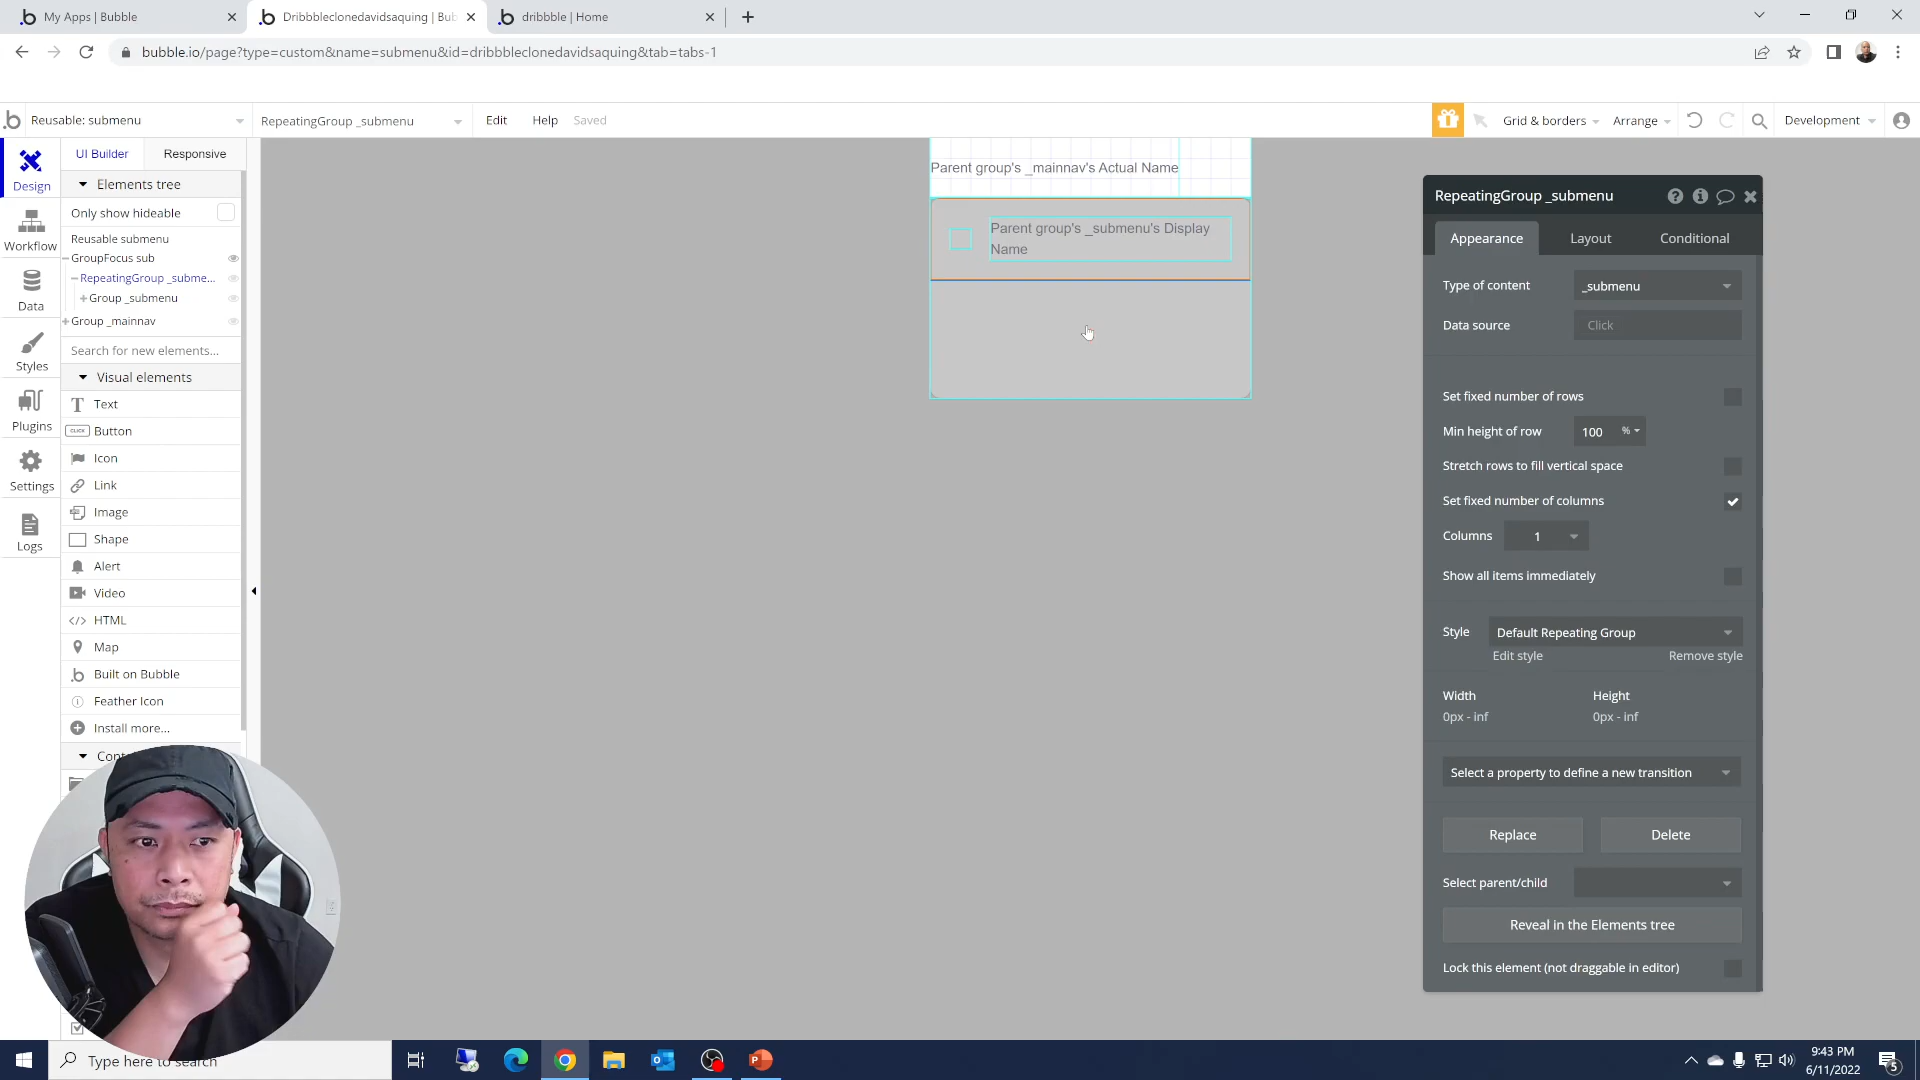 My Apps | Bubble
Dribbbleclonedavidsaquing | Bub
dribbble | Home
bubble.io/page?type=custom&name=submenu&id=dribbbleclonedavidsaquing&tab=tabs-1
Reusable: submenu
RepeatingGroup _submenu
Edit
Help
Saved
Grid & borders
Arrange
Development
Design
Workflow
Data
Styles
Plugins
Settings
Logs
UI Builder
Responsive
Elements tree
Only show hideable
Reusable submenu
GroupFocus sub
RepeatingGroup _subme...
Group _submenu
Group _mainnav
Search for new elements...
Visual elements
T Text
CLICK Button
Icon
Link
Image
Shape
Alert
Video
</> HTML
Map
Built on Bubble
Feather Icon
Install more...
Parent group's _mainnav's Actual Name
Parent group's _submenu's Display
Name
RepeatingGroup _submenu
Appearance
Layout
Conditional
Type of content
_submenu
Data source
Click
Set fixed number of rows
Min height of row
100
%
Stretch rows to fill vertical space
Set fixed number of columns
Columns
1
Show all items immediately
Style
Default Repeating Group
Edit style
Remove style
Width
Height
0px - inf
0px - inf
Select a property to define a new transition
Replace
Delete
Select parent/child
Reveal in the Elements tree
Lock this element (not draggable in editor)
Type here to search
9:43 PM
6/11/2022
5